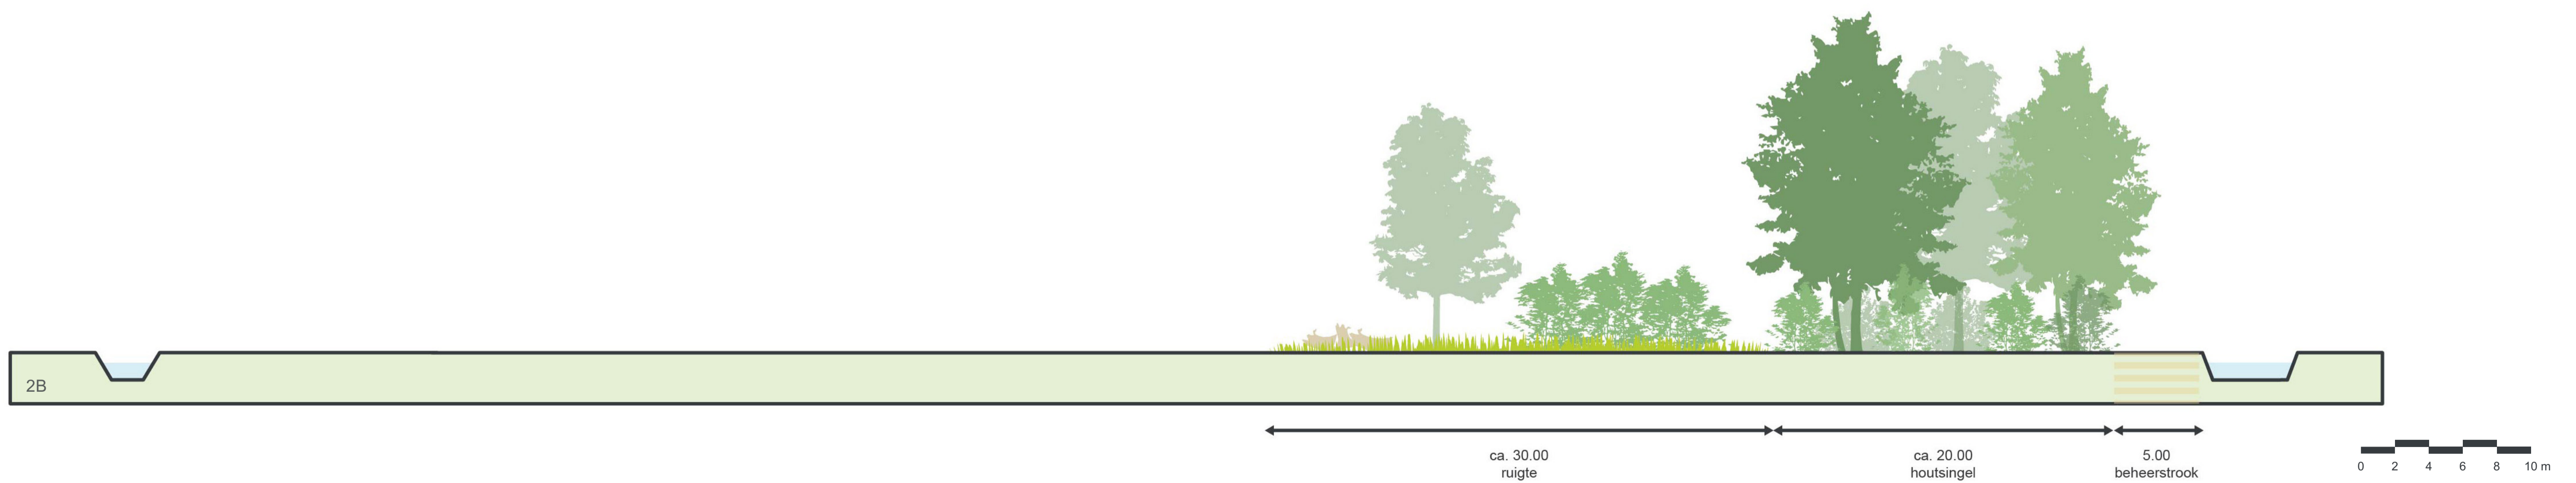 2B
ca. 30.00
ruigte
ca. 20.00
houtsingel
5.00
beheerstrook
0 2 4 6 8 10 m